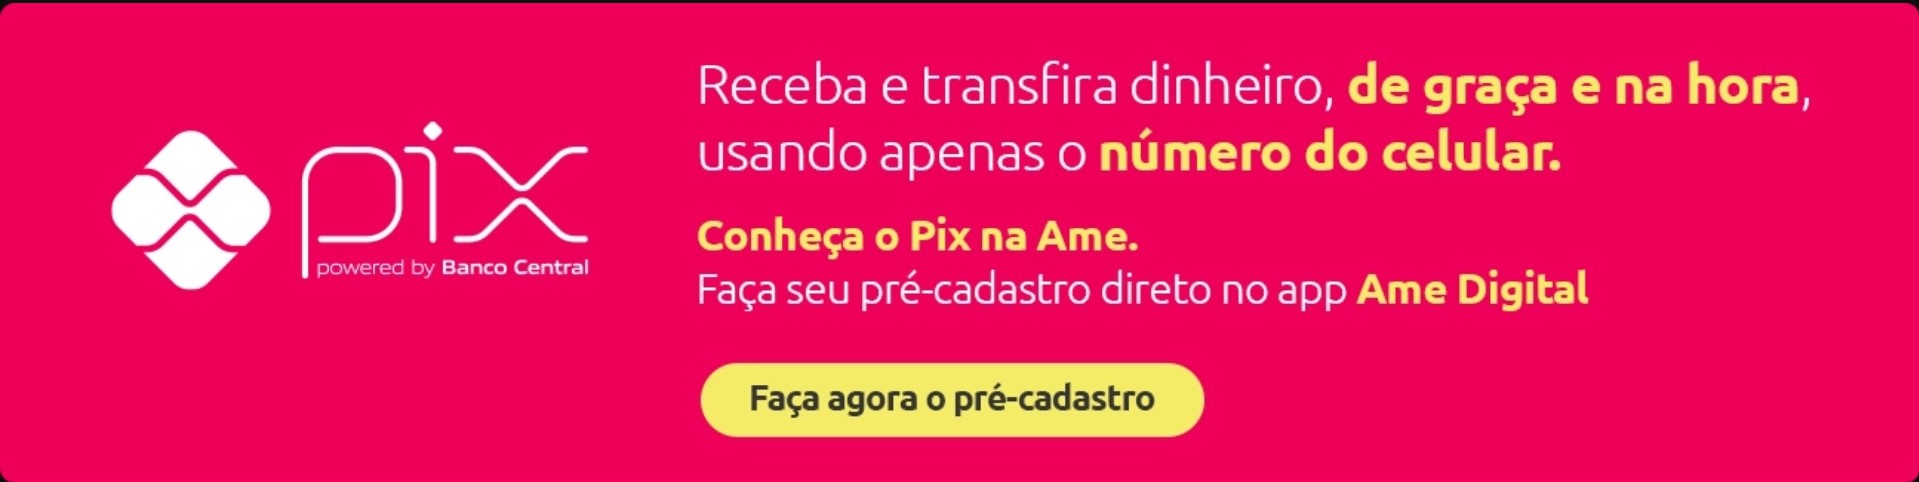 pix
powered by Banco Central
Receba e transfira dinheiro, de graça e na hora,
usando apenas o número do celular.
Conheça o Pix na Ame.
Faça seu pré-cadastro direto no app Ame Digital
Faça agora o pré-cadastro